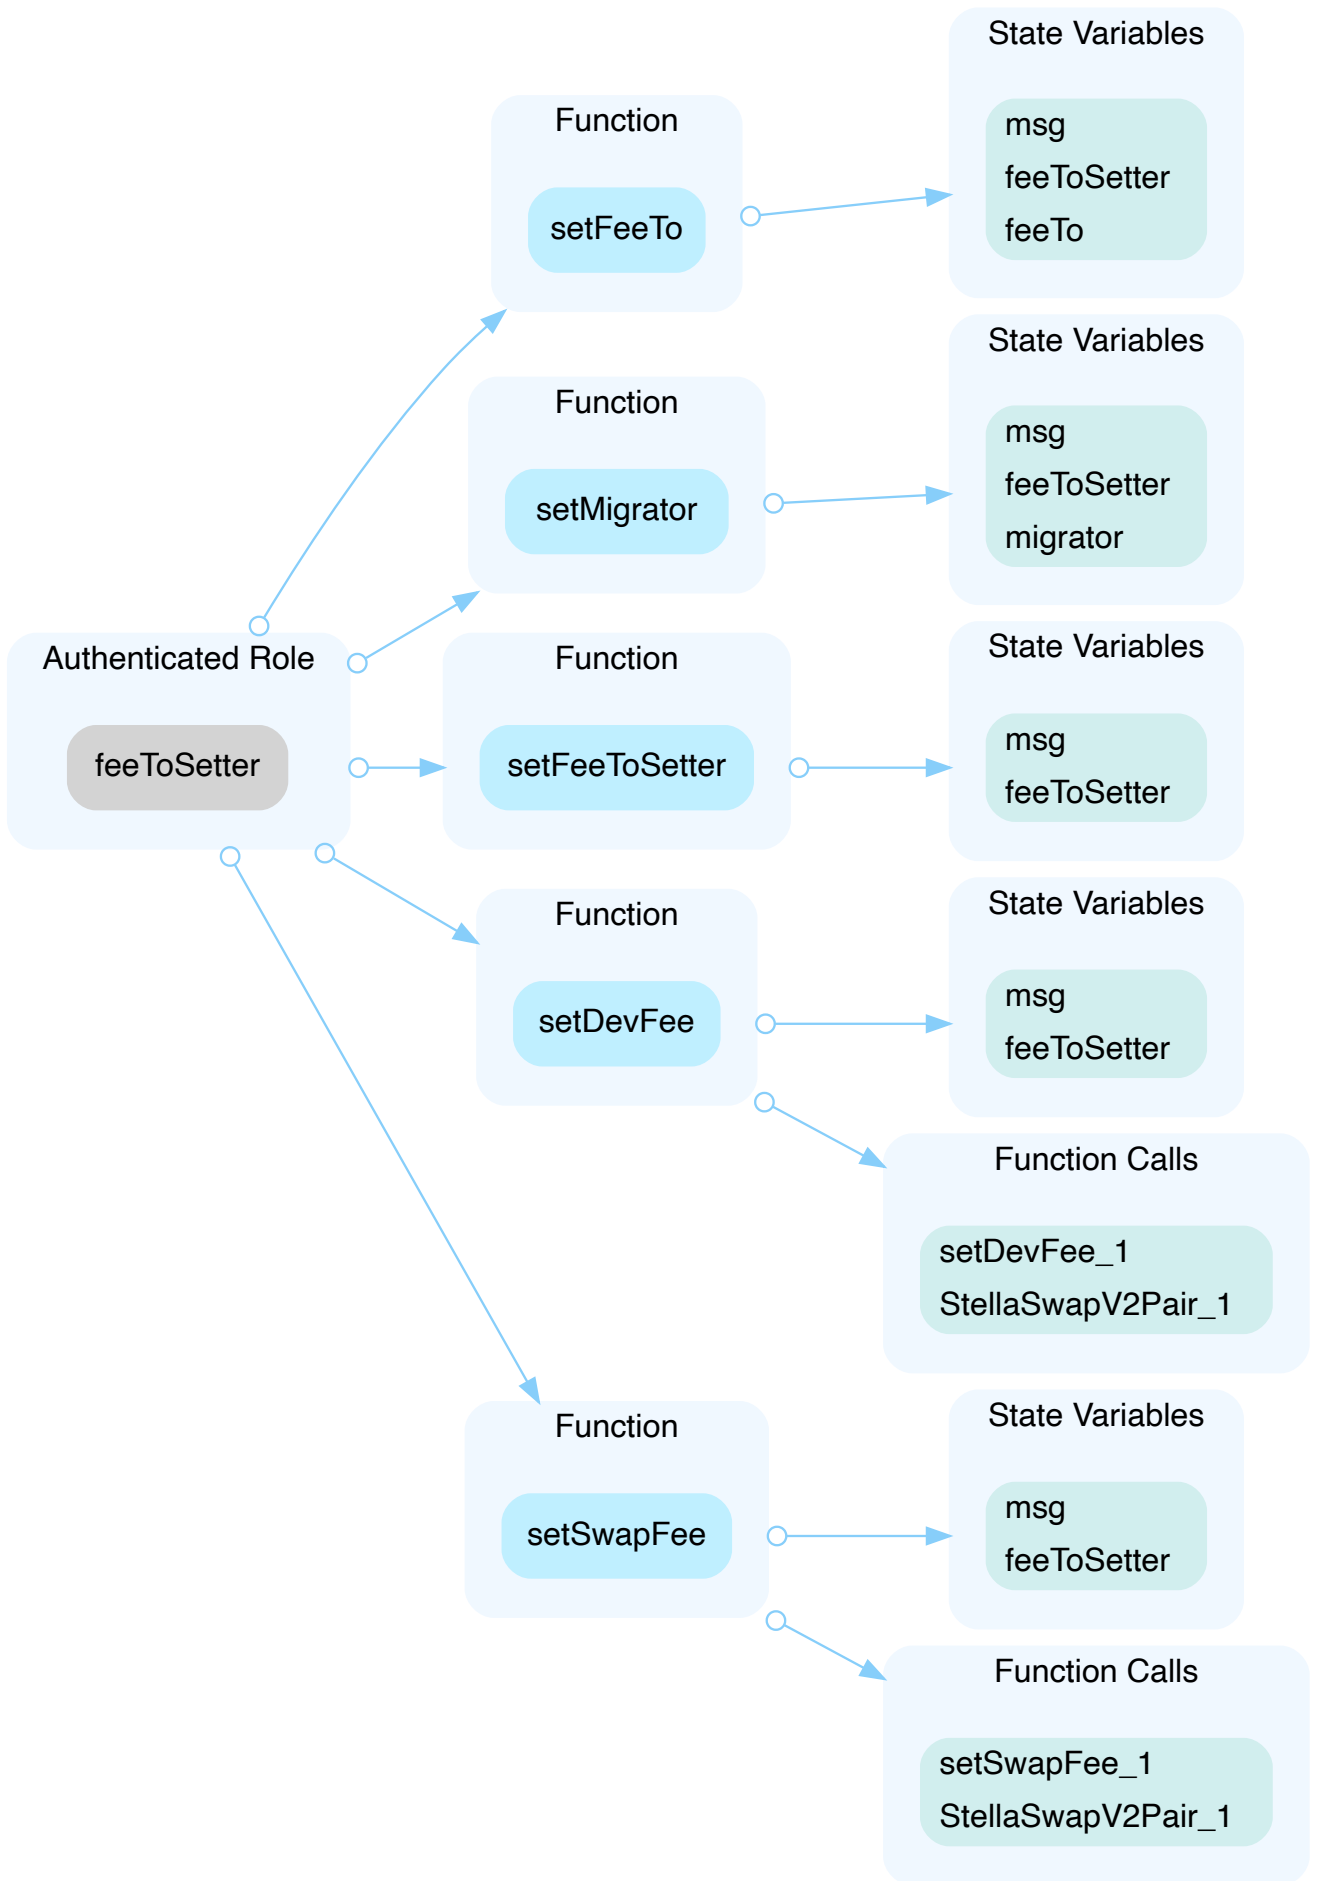 State Variables
msg
feeToSetter
feeTo
Function
setFeeTo
State Variables
msg
feeToSetter
migrator
Function
setMigrator
Authenticated Role
feeToSetter
Function
setFeeToSetter
State Variables
msg
feeToSetter
Function
setDevFee
State Variables
msg
feeToSetter
Function Calls
setDevFee_1
StellaSwapV2Pair_1
Function
setSwapFee
State Variables
msg
feeToSetter
Function Calls
setSwapFee_1
StellaSwapV2Pair_1